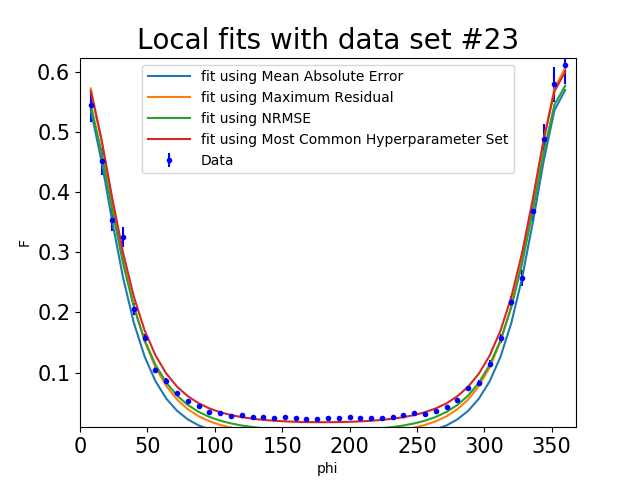 Local fits with data set #23
fit using Mean Absolute Error
fit using Maximum Residual
fit using NRMSE
fit using Most Common Hyperparameter Set
Data
F
0.6
0.5
0.4
0.3
0.2
0.1
0 50 100 150 200 250 300 350
phi